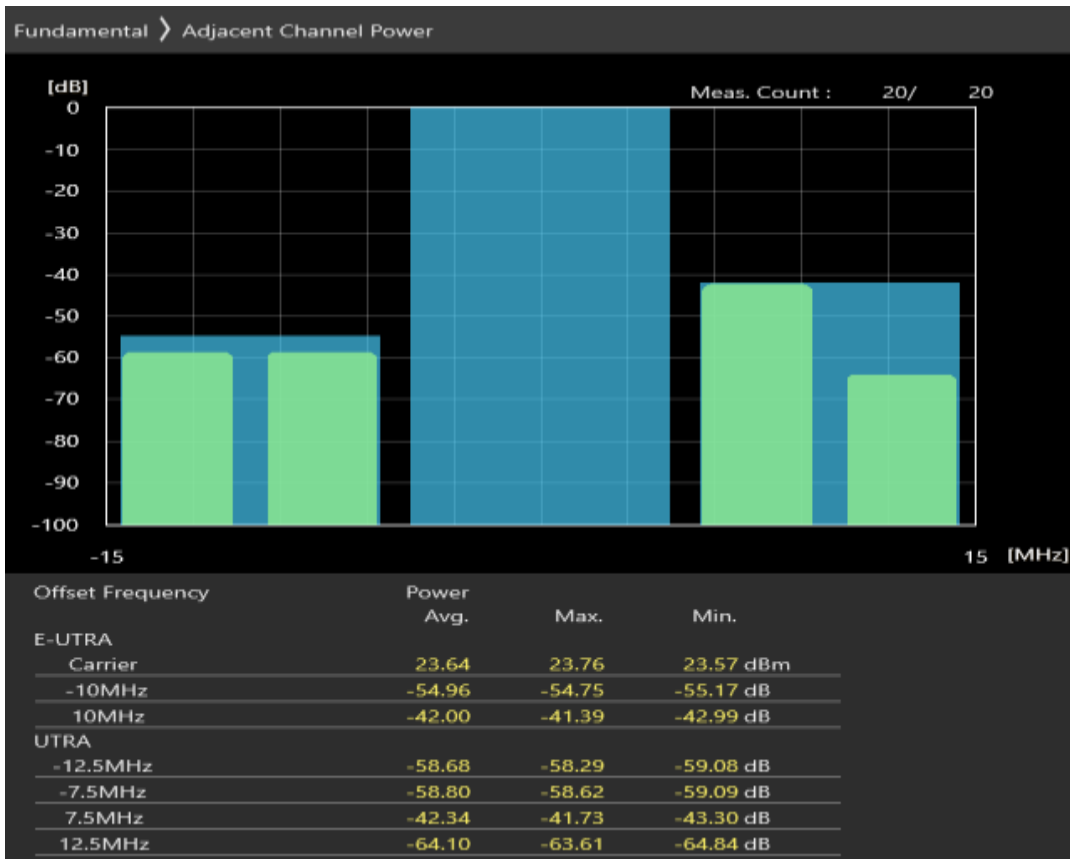 Fundamental 》 Adjacent Channel Power
[dB]
Meas. Count : 20/ 20
0
-10
-20
-30
-40
-50
-60
-70
-80
-90
-100
-15 15 [MHz]
Offset Frequency Power
Avg. Max. Min.
E-UTRA
Carrier 23.64 23.76 23.57 dBm
-10MHz -54.96 -54.75 -55.17 dB
10MHz -42.00 -41.39 -42.99 dB
UTRA
-12.5MHz -58.68 -58.29 -59.08 dB
-7.5MHz -58.80 -58.62 -59.09 dB
7.5MHz -42.34 -41.73 -43.30 dB
12.5MHz -64.10 -63.61 -64.84 dB